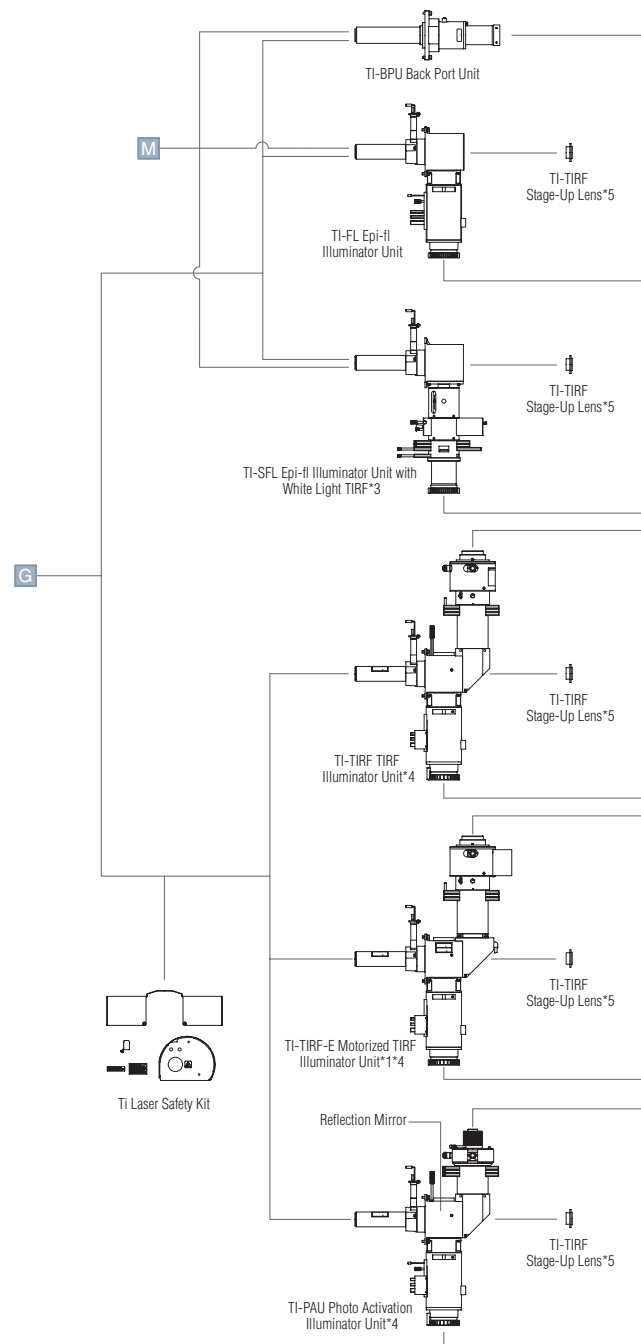 TI-BPU Back Port Unit
M
TI-TIRF
Stage-Up Lens*5
TI-FL Epi-fl
Illuminator Unit
TI-TIRF
Stage-Up Lens*5
TI-SFL Epi-fl Illuminator Unit with
White Light TIRF*3
G
TI-TIRF
Stage-Up Lens*5
TI-TIRF TIRF
Illuminator Unit*4
TI-TIRF
Stage-Up Lens*5
TI-TIRF-E Motorized TIRF
Illuminator Unit*1*4
Ti Laser Safety Kit
Reflection Mirror
TI-TIRF
Stage-Up Lens*5
TI-PAU Photo Activation
Illuminator Unit*4